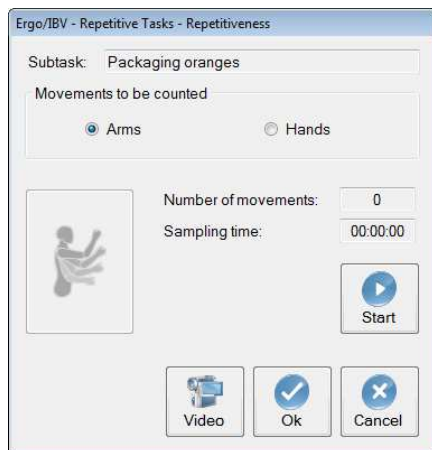 Ergo/IBV - Repetitive Tasks - Repetitiveness
Subtask: Packaging oranges
Movements to be counted
Arms Hands
Number of movements: 0
Sampling time: 00:00:00
Start
Video Ok Cancel